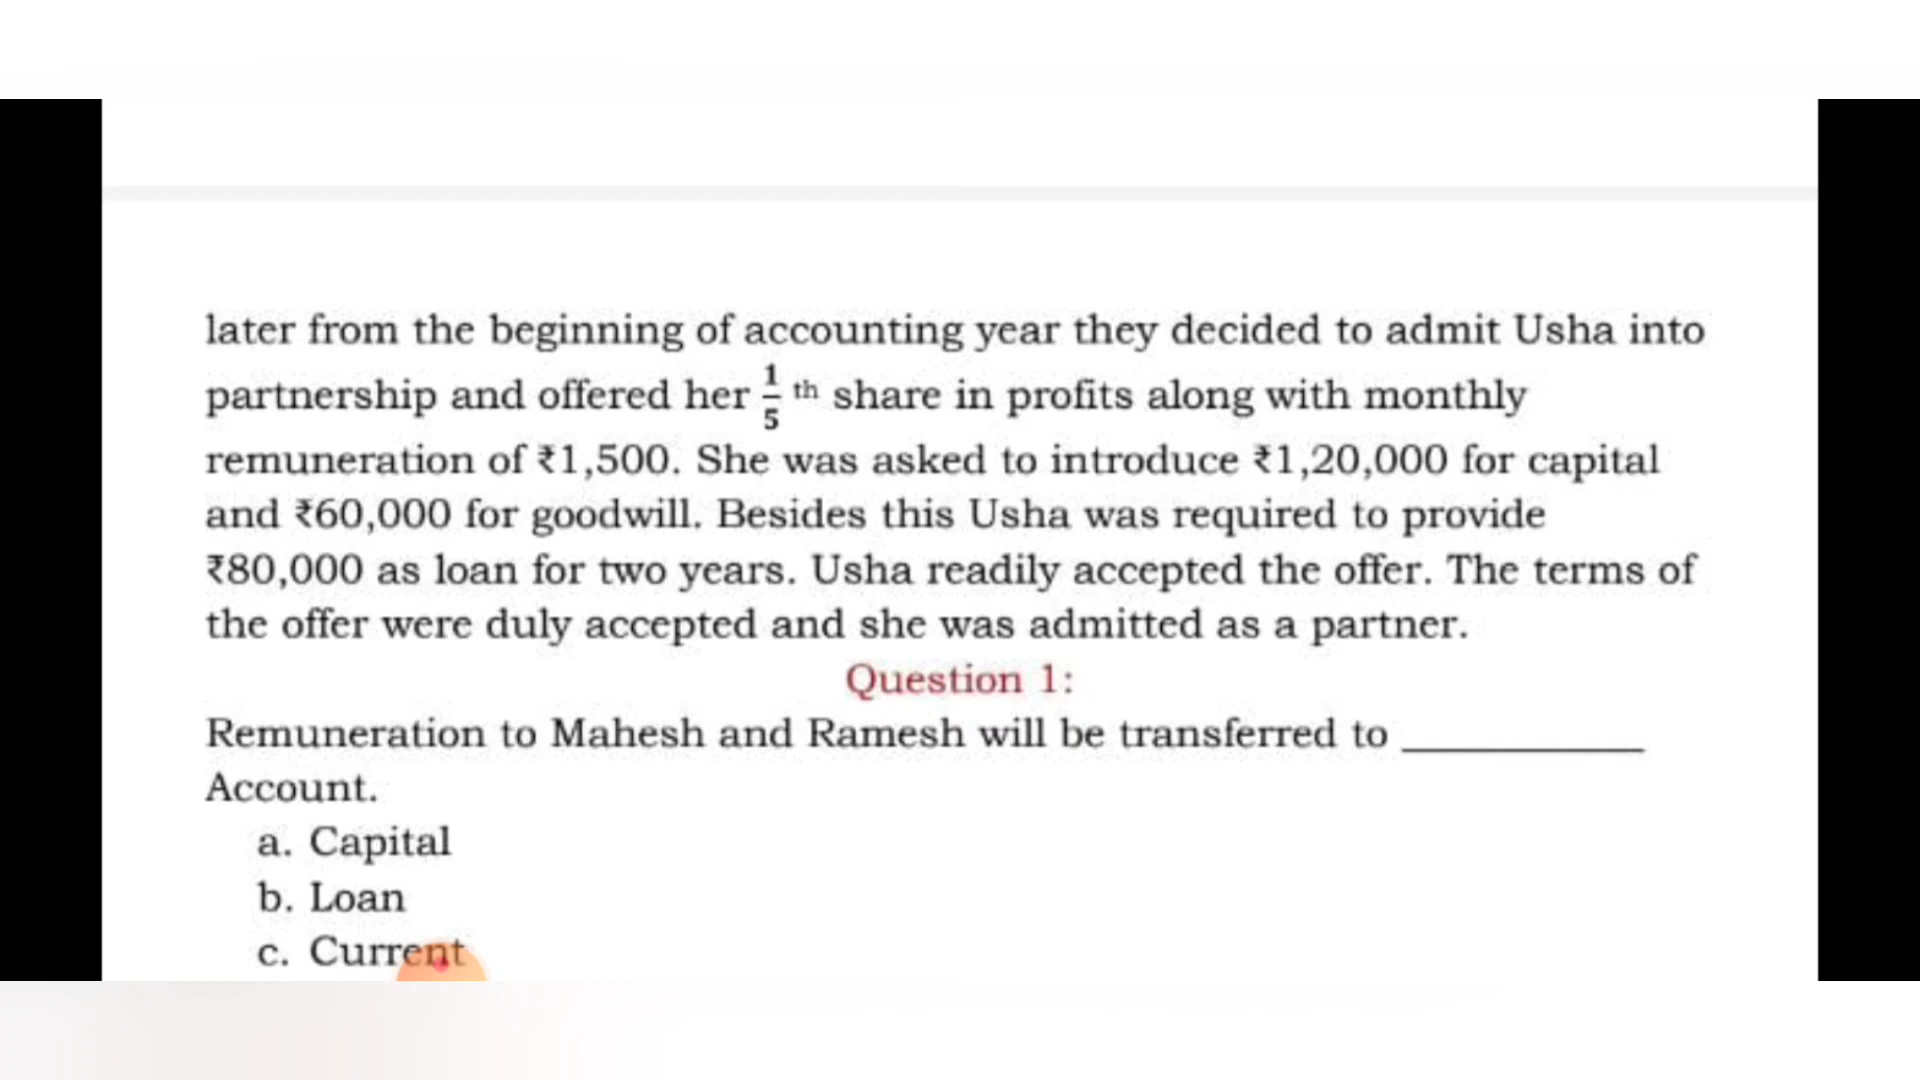 later from the beginning of accounting year they decided to admit Usha into
partnership and offered her 1/5 th share in profits along with monthly
remuneration of ₹1,500. She was asked to introduce ₹1,20,000 for capital
and ₹60,000 for goodwill. Besides this Usha was required to provide
₹80,000 as loan for two years. Usha readily accepted the offer. The terms of
the offer were duly accepted and she was admitted as a partner.
Question 1:
Remuneration to Mahesh and Ramesh will be transferred to ____________
Account.
a. Capital
b. Loan
c. Current